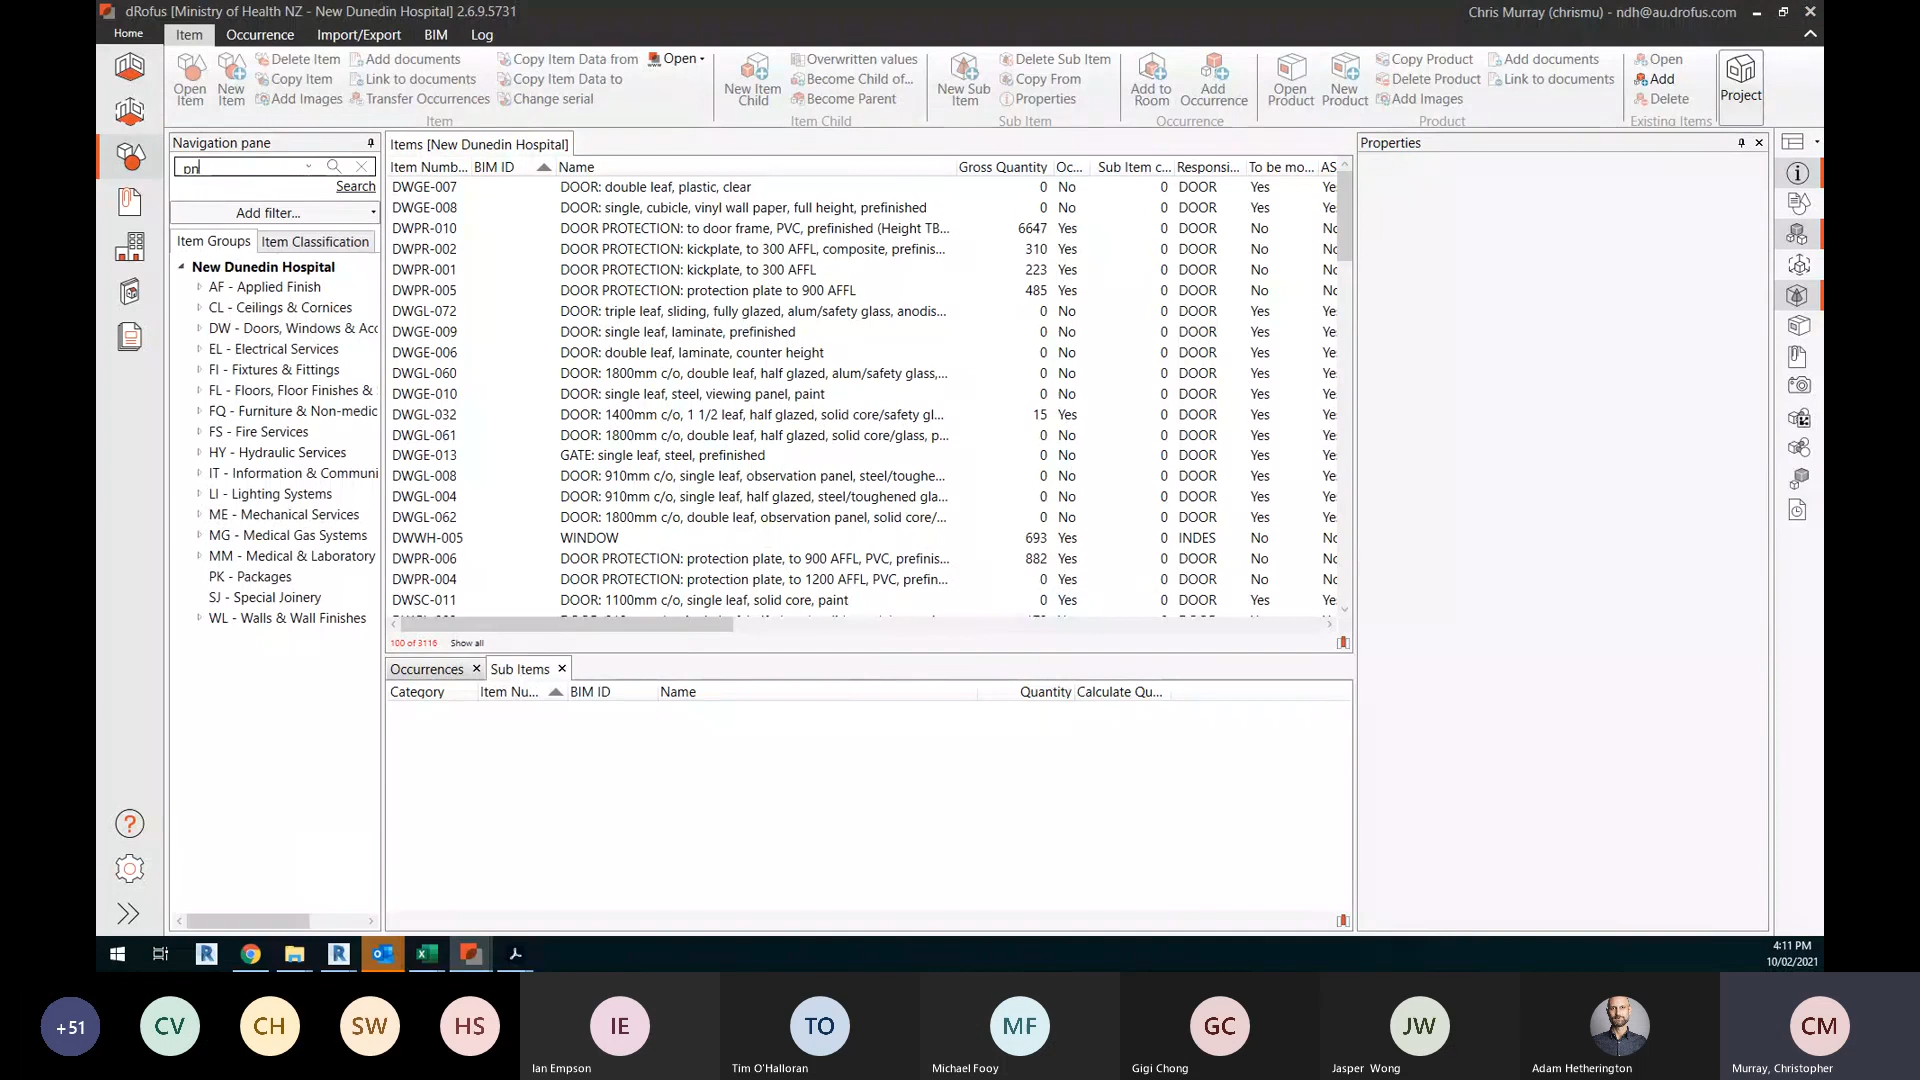 dRofus [Ministry of Health NZ - New Dunedin Hospital] 2.6.9.5731
Chris Murray (chrismu) - ndh@au.drofus.com
Home Item Occurrence Import/Export BIM Log
Open Item
New Item
Delete Item
Copy Item
Add Images
Add documents
Link to documents
Transfer Occurrences
Copy Item Data from
Copy Item Data to
Change serial
Open
Item
New Item Child
Overwritten values
Become Child of...
Become Parent
Item Child
New Sub Item
Delete Sub Item
Copy From
Properties
Sub Item
Add to Room
Add Occurrence
Occurrence
Open Product
New Product
Copy Product
Delete Product
Add Images
Add documents
Link to documents
Product
Open
Add
Delete
Existing Items
Project
Navigation pane
pn
Search
Add filter...
Item Groups Item Classification
New Dunedin Hospital
AF - Applied Finish
CL - Ceilings & Cornices
DW - Doors, Windows & Acc
EL - Electrical Services
FI - Fixtures & Fittings
FL - Floors, Floor Finishes &
FQ - Furniture & Non-medic
FS - Fire Services
HY - Hydraulic Services
IT - Information & Communi
LI - Lighting Systems
ME - Mechanical Services
MG - Medical Gas Systems
MM - Medical & Laboratory
PK - Packages
SJ - Special Joinery
WL - Walls & Wall Finishes
Items [New Dunedin Hospital]
Item Numb... BIM ID Name Gross Quantity Oc... Sub Item c... Responsi... To be mo... AS
DWGE-007 DOOR: double leaf, plastic, clear 0 No 0 DOOR Yes Ye
DWGE-008 DOOR: single, cubicle, vinyl wall paper, full height, prefinished 0 No 0 DOOR Yes Ye
DWPR-010 DOOR PROTECTION: to door frame, PVC, prefinished (Height TB... 6647 Yes 0 DOOR No Nc
DWPR-002 DOOR PROTECTION: kickplate, to 300 AFFL, composite, prefinis... 310 Yes 0 DOOR No Nc
DWPR-001 DOOR PROTECTION: kickplate, to 300 AFFL 223 Yes 0 DOOR No Nc
DWPR-005 DOOR PROTECTION: protection plate to 900 AFFL 485 Yes 0 DOOR No Nc
DWGL-072 DOOR: triple leaf, sliding, fully glazed, alum/safety glass, anodis... 0 No 0 DOOR Yes Ye
DWGE-009 DOOR: single leaf, laminate, prefinished 0 No 0 DOOR Yes Ye
DWGE-006 DOOR: double leaf, laminate, counter height 0 No 0 DOOR Yes Ye
DWGL-060 DOOR: 1800mm c/o, double leaf, half glazed, alum/safety glass,... 0 No 0 DOOR Yes Ye
DWGE-010 DOOR: single leaf, steel, viewing panel, paint 0 No 0 DOOR Yes Ye
DWGL-032 DOOR: 1400mm c/o, 1 1/2 leaf, half glazed, solid core/safety gl... 15 Yes 0 DOOR Yes Ye
DWGL-061 DOOR: 1800mm c/o, double leaf, half glazed, solid core/glass, p... 0 No 0 DOOR Yes Ye
DWGE-013 GATE: single leaf, steel, prefinished 0 No 0 DOOR Yes Ye
DWGL-008 DOOR: 910mm c/o, single leaf, observation panel, steel/toughe... 0 No 0 DOOR Yes Ye
DWGL-004 DOOR: 910mm c/o, single leaf, half glazed, steel/toughened gla... 0 No 0 DOOR Yes Ye
DWGL-062 DOOR: 1800mm c/o, double leaf, observation panel, solid core/... 0 No 0 DOOR Yes Ye
DWWH-005 WINDOW 693 Yes 0 INDES No Nc
DWPR-006 DOOR PROTECTION: protection plate, to 900 AFFL, PVC, prefinis... 882 Yes 0 DOOR No Nc
DWPR-004 DOOR PROTECTION: protection plate, to 1200 AFFL, PVC, prefin... 0 Yes 0 DOOR No Nc
DWSC-011 DOOR: 1100mm c/o, single leaf, solid core, paint 0 Yes 0 DOOR Yes Ye
100 of 3116 Show all
Occurrences Sub Items
Category Item Nu... BIM ID Name Quantity Calculate Qu...
Properties
4:11 PM
10/02/2021
+51 CV CH SW HS IE TO MF GC JW CM
Ian Empson Tim O'Halloran Michael Fooy Gigi Chong Jasper Wong Adam Hetherington Murray, Christopher